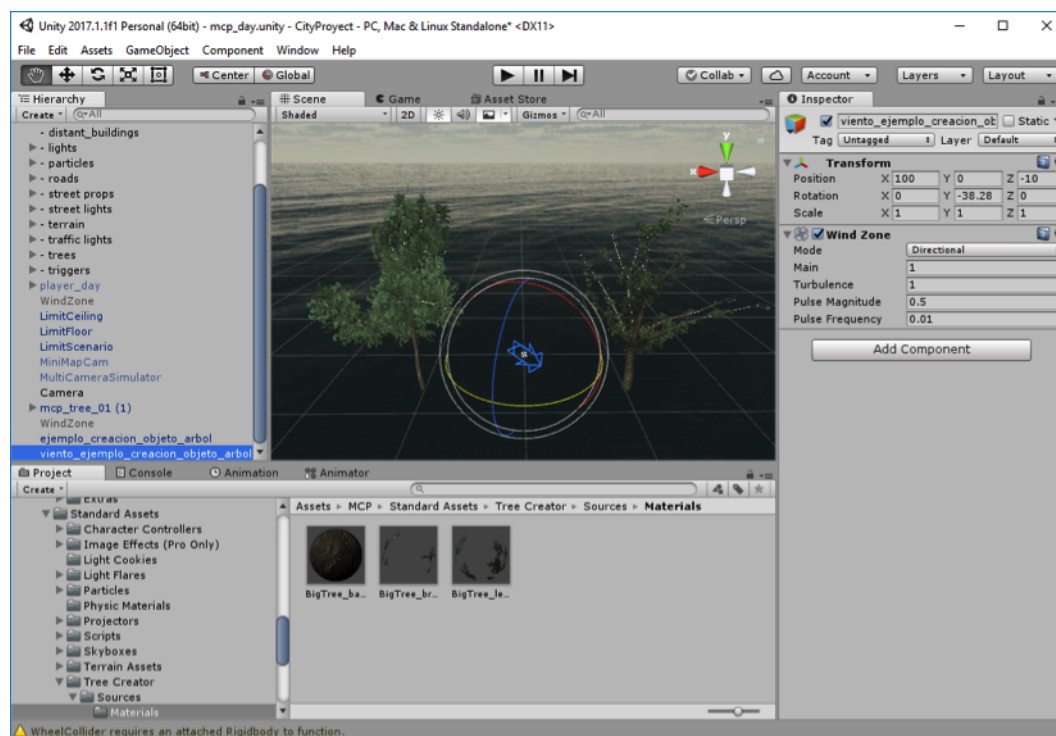 Unity 2017.1.1f1 Personal (64bit) - mcp_day.unity - CityProyect - PC, Mac & Linux Standalone* <DX11>
File Edit Assets GameObject Component Window Help
Center Global Collab Account Layers Layout
Hierarchy
Create All
- distant_buildings
- lights
- particles
- roads
- street props
- street lights
- terrain
- traffic lights
- trees
- triggers
player_day
WindZone
LimitCeiling
LimitFloor
LimitScenario
MiniMapCam
MultiCameraSimulator
Camera
mcp_tree_01 (1)
WindZone
ejemplo_creacion_objeto_arbol
viento_ejemplo_creacion_objeto_arbol
Scene Game Asset Store
Shaded 2D Gizmos All
y
x
Persp
Inspector
viento_ejemplo_creacion_ob Static
Tag Untagged Layer Default
Transform
Position X 100 Y 0 Z -10
Rotation X 0 Y -38.28 Z 0
Scale X 1 Y 1 Z 1
Wind Zone
Mode Directional
Main 1
Turbulence 1
Pulse Magnitude 0.5
Pulse Frequency 0.01
Add Component
Project Console Animation Animator
Create
Extras
Standard Assets
Character Controllers
Image Effects (Pro Only)
Light Cookies
Light Flares
Particles
Physic Materials
Projectors
Scripts
Skyboxes
Terrain Assets
Tree Creator
Sources
Materials
Assets MCP Standard Assets Tree Creator Sources Materials
BigTree_ba... BigTree_br... BigTree_le...
WheelCollider requires an attached Rigidbody to function.